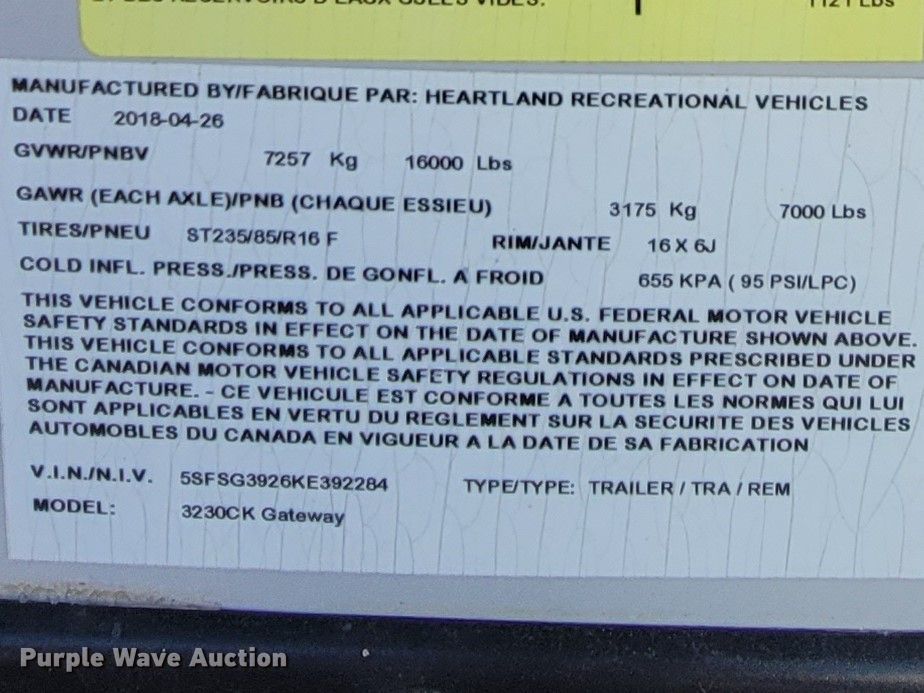 1121 Lbs
MANUFACTURED BY/FABRIQUE PAR: HEARTLAND RECREATIONAL VEHICLES
DATE 2018-04-26
GVWR/PNBV 7257 Kg 16000 Lbs
GAWR (EACH AXLE)/PNB (CHAQUE ESSIEU) 3175 Kg 7000 Lbs
TIRES/PNEU ST235/85/R16 F RIM/JANTE 16 X 6J
COLD INFL. PRESS./PRESS. DE GONFL. A FROID 655 KPA ( 95 PSI/LPC)
THIS VEHICLE CONFORMS TO ALL APPLICABLE U.S. FEDERAL MOTOR VEHICLE
SAFETY STANDARDS IN EFFECT ON THE DATE OF MANUFACTURE SHOWN ABOVE.
THIS VEHICLE CONFORMS TO ALL APPLICABLE STANDARDS PRESCRIBED UNDER
THE CANADIAN MOTOR VEHICLE SAFETY REGULATIONS IN EFFECT ON DATE OF
MANUFACTURE. - CE VEHICULE EST CONFORME A TOUTES LES NORMES QUI LUI
SONT APPLICABLES EN VERTU DU REGLEMENT SUR LA SECURITE DES VEHICLES
AUTOMOBLES DU CANADA EN VIGUEUR A LA DATE DE SA FABRICATION
V.I.N./N.I.V. 5SFSG3926KE392284 TYPE/TYPE: TRAILER / TRA / REM
MODEL: 3230CK Gateway
Purple Wave Auction